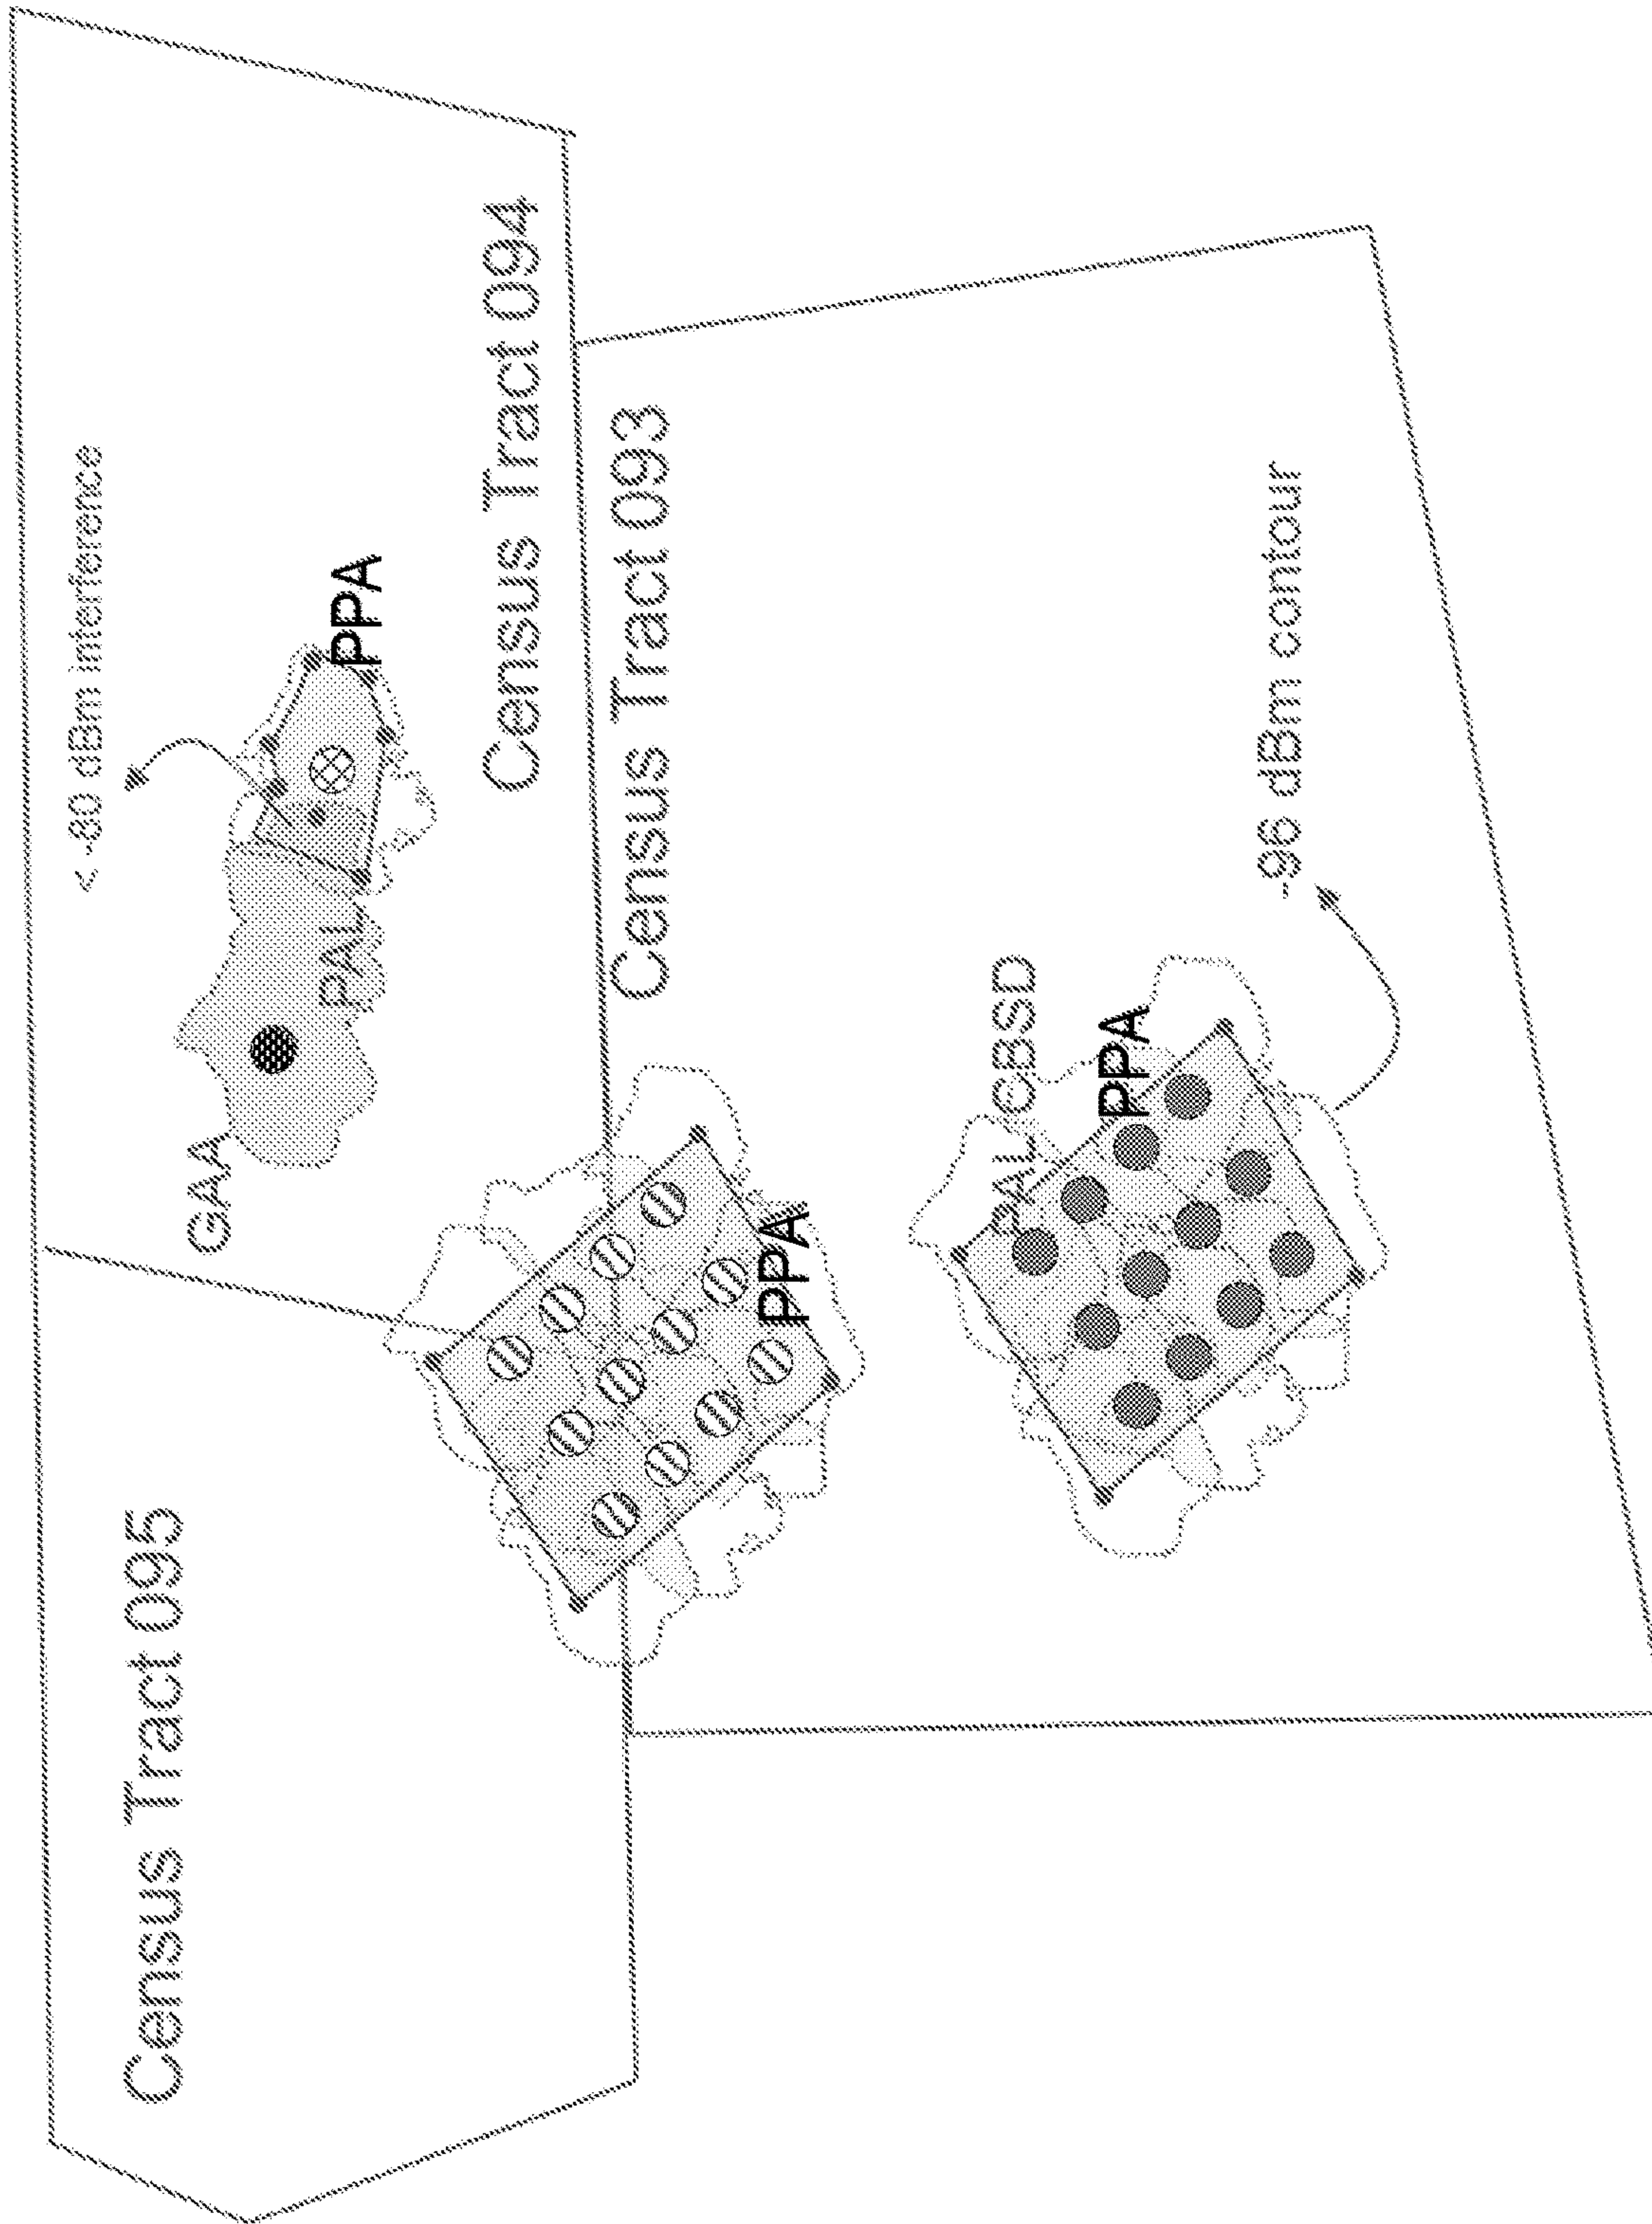 Census Tract 095
GAA
< -80 dBm interference
PAL
PPA
Census Tract 094
Census Tract 093
PPA
PAL CBSD
PPA
-96 dBm contour